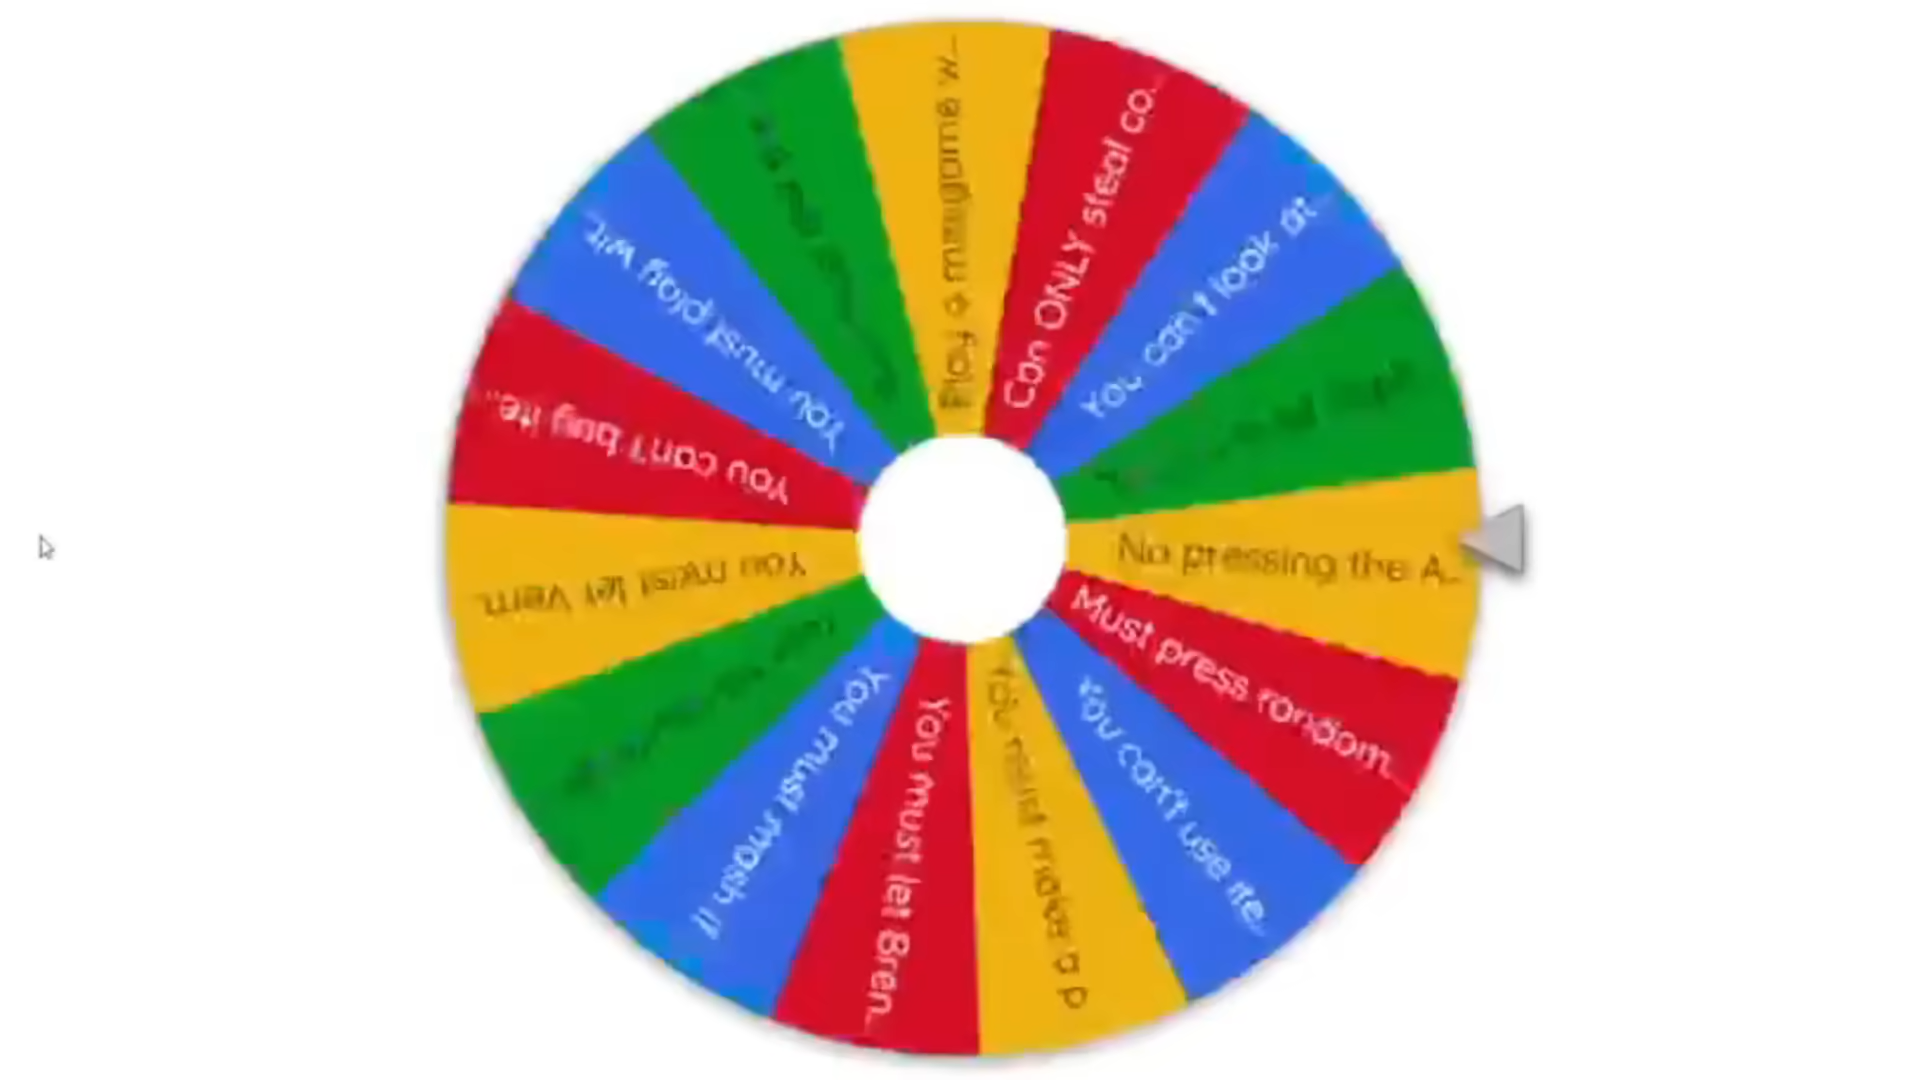 Play a minigame w...
Can ONLY steal co...
You can't look at...
No pressing the A...
Must press random...
You can't use ite...
You must make a p
You must let Bren...
You must mash it
You must let Vern...
You can't buy ite...
You must play wit...